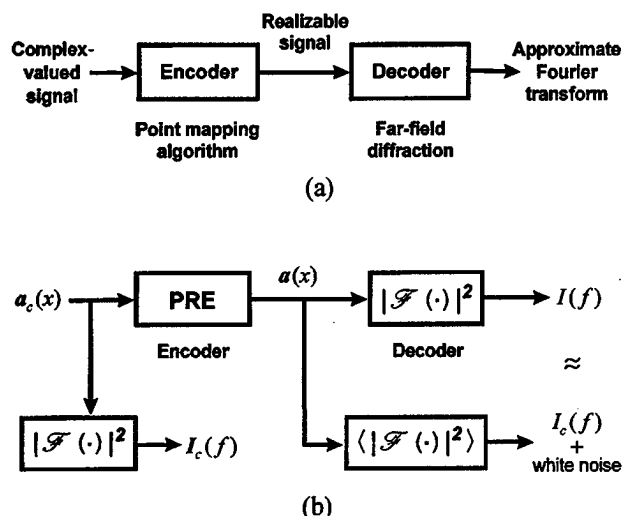 Complex-
valued
signal
Encoder
Realizable
signal
Decoder
Approximate
Fourier
transform
Point mapping
algorithm
Far-field
diffraction
(a)
a_c(x)
PRE
a(x)
|ℱ(·)|²
I(f)
Encoder
Decoder
≈
|ℱ(·)|²
I_c(f)
⟨|ℱ(·)|²⟩
I_c(f)
+
white noise
(b)